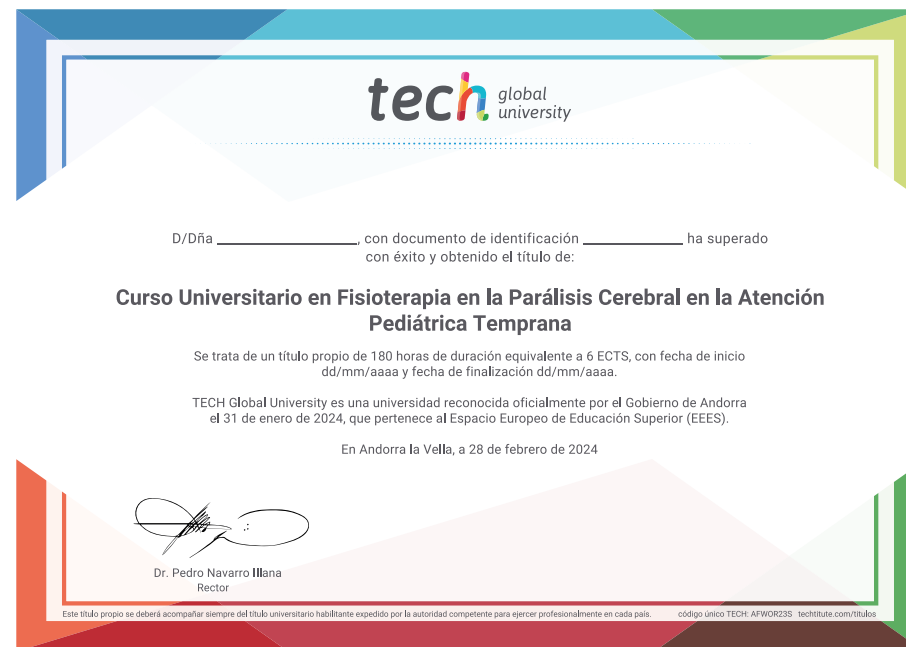 tech global university
D/Dña ____________________, con documento de identificación ______________ ha superado
con éxito y obtenido el título de:
Curso Universitario en Fisioterapia en la Parálisis Cerebral en la Atención
Pediátrica Temprana
Se trata de un título propio de 180 horas de duración equivalente a 6 ECTS, con fecha de inicio
dd/mm/aaaa y fecha de finalización dd/mm/aaaa.
TECH Global University es una universidad reconocida oficialmente por el Gobierno de Andorra
el 31 de enero de 2024, que pertenece al Espacio Europeo de Educación Superior (EEES).
En Andorra la Vella, a 28 de febrero de 2024
Dr. Pedro Navarro Illana
Rector
Este título propio se deberá acompañar siempre del título universitario habilitante expedido por la autoridad competente para ejercer profesionalmente en cada país. código único TECH: AFWOR23S techtitute.com/titulos